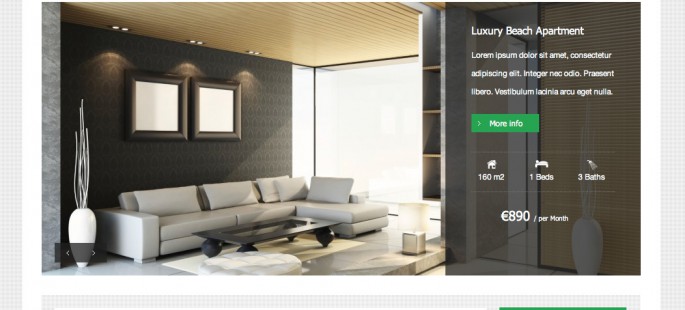 Luxury Beach Apartment
Lorem ipsum dolor sit amet, consectetur
adipiscing elit. Integer nec odio. Praesent
libero. Vestibulum lacinia arcu eget nulla.
More info
160 m2 1 Beds 3 Baths
€890 / per Month